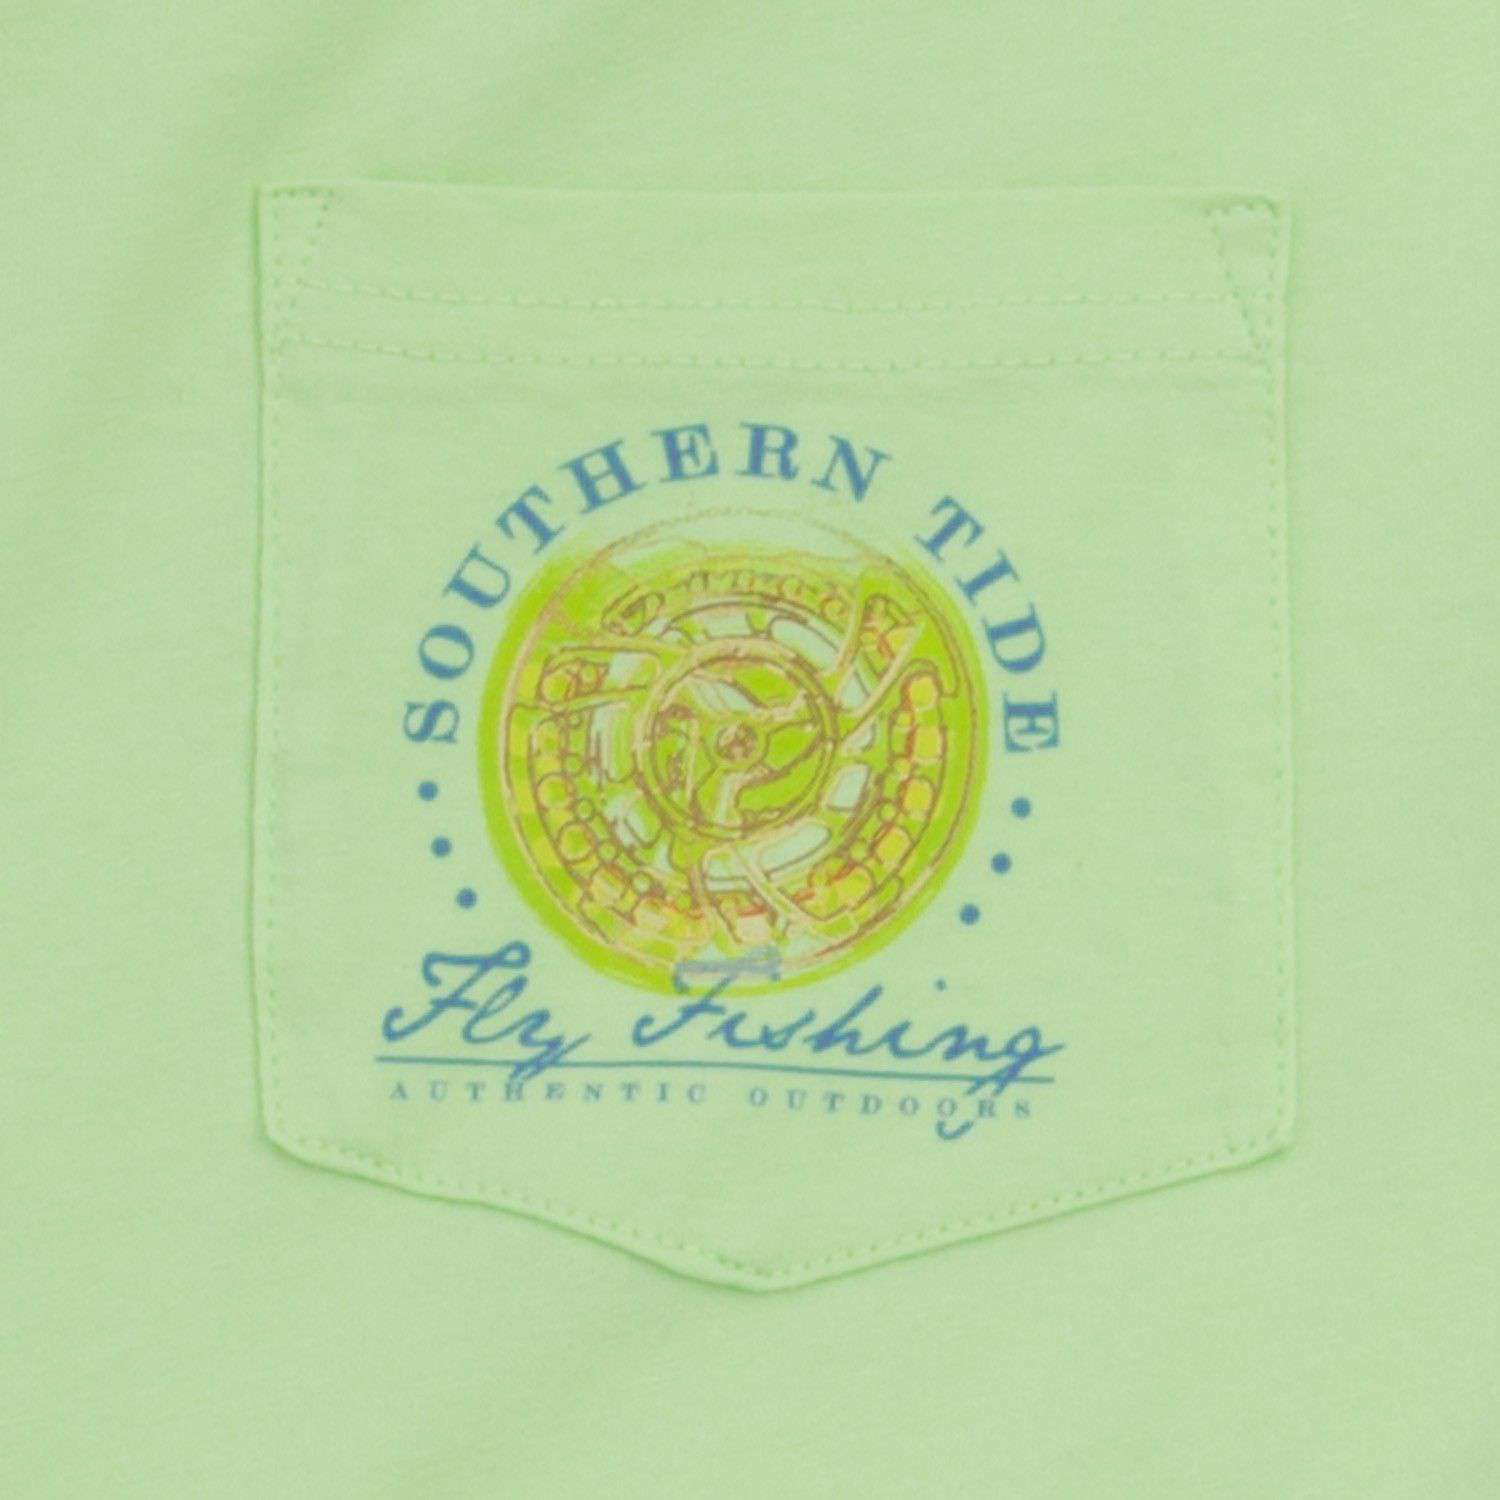 SOUTHERN TIDE
Fly Fishing
AUTHENTIC OUTDOORS